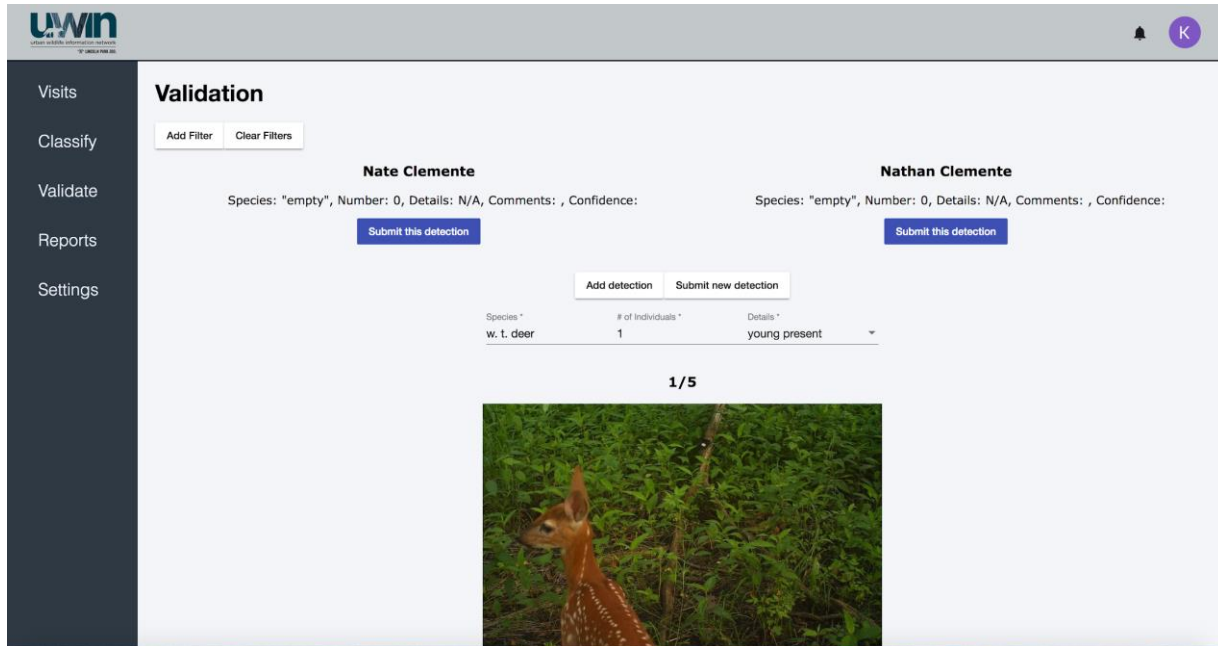 uwin
urban wildlife information network
K
Visits
Classify
Validate
Reports
Settings
Validation
Add Filter Clear Filters
Nate Clemente Nathan Clemente
Species: "empty", Number: 0, Details: N/A, Comments: , Confidence: Species: "empty", Number: 0, Details: N/A, Comments: , Confidence:
Submit this detection Submit this detection
Add detection Submit new detection
Species * # of Individuals * Details *
w. t. deer 1 young present
1/5